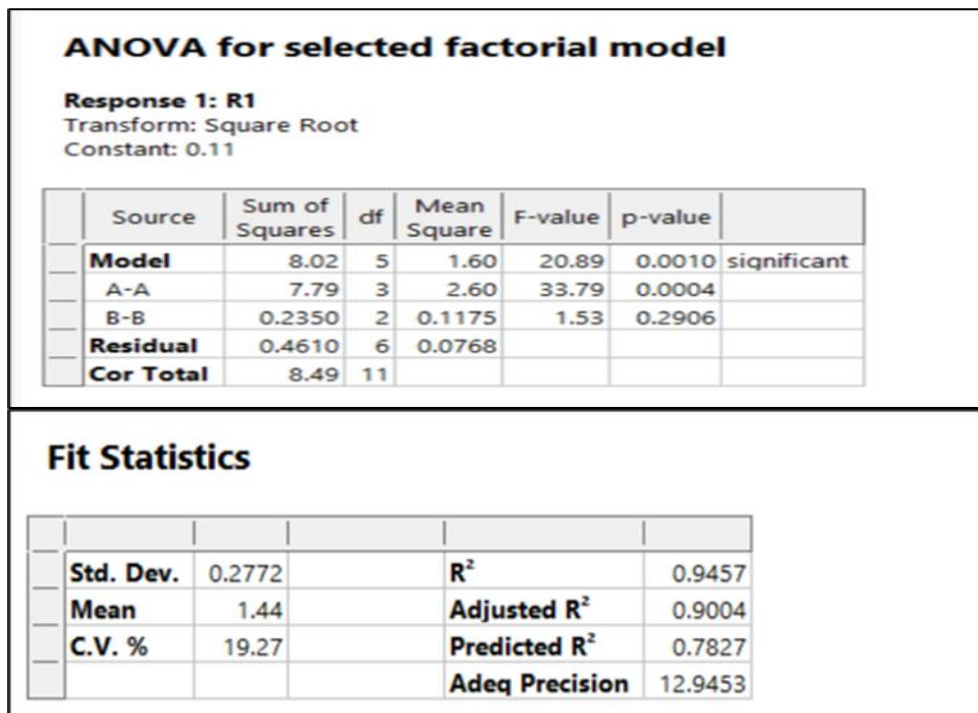 ANOVA for selected factorial model
Response 1: R1
Transform: Square Root
Constant: 0.11
Source Sum of Squares df Mean Square F-value p-value
Model 8.02 5 1.60 20.89 0.0010 significant
A-A 7.79 3 2.60 33.79 0.0004
B-B 0.2350 2 0.1175 1.53 0.2906
Residual 0.4610 6 0.0768
Cor Total 8.49 11
Fit Statistics
Std. Dev. 0.2772 R² 0.9457
Mean 1.44 Adjusted R² 0.9004
C.V. % 19.27 Predicted R² 0.7827
Adeq Precision 12.9453